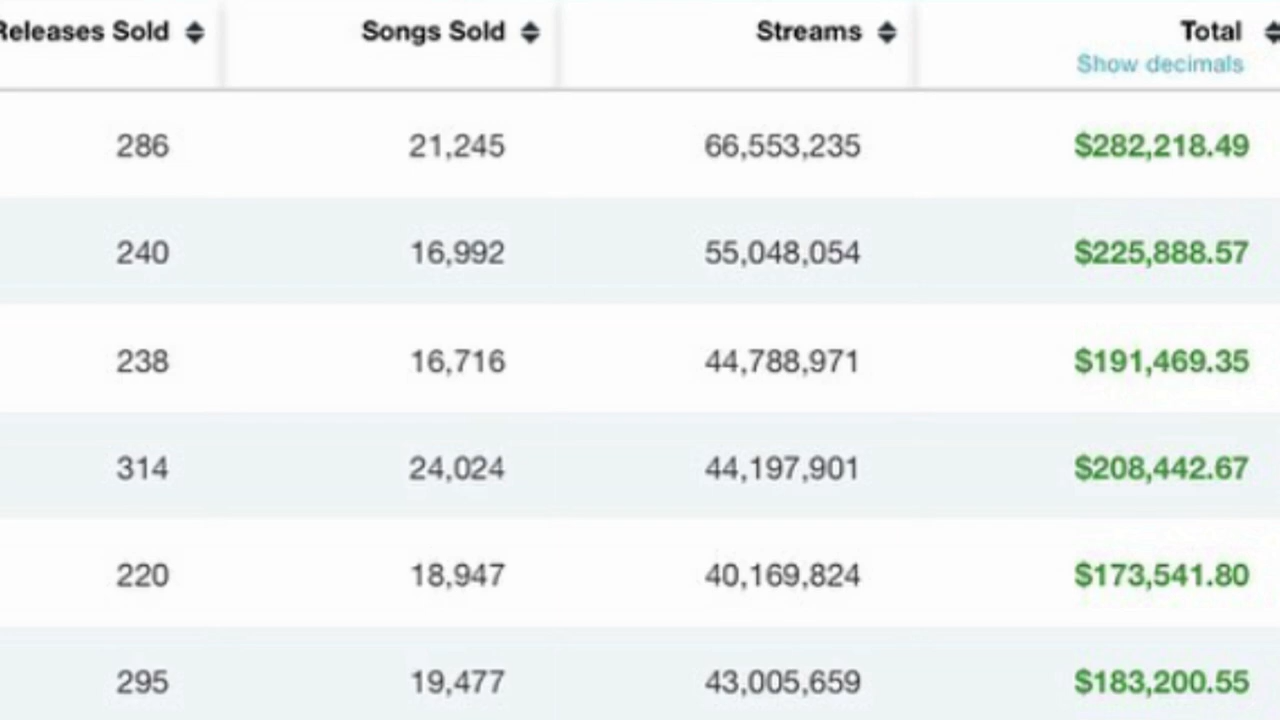 Releases Sold Songs Sold Streams Total
Show decimals
286 21,245 66,553,235 $282,218.49
240 16,992 55,048,054 $225,888.57
238 16,716 44,788,971 $191,469.35
314 24,024 44,197,901 $208,442.67
220 18,947 40,169,824 $173,541.80
295 19,477 43,005,659 $183,200.55